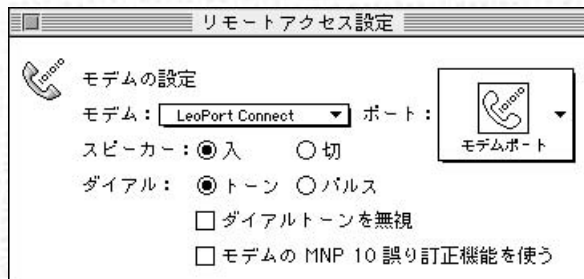 リモートアクセス設定
モデムの設定
モデム： LeoPort Connect ポート：
モデムポート
スピーカー：入 切
ダイアル： トーン パルス
ダイアルトーンを無視
モデムの MNP 10 誤り訂正機能を使う